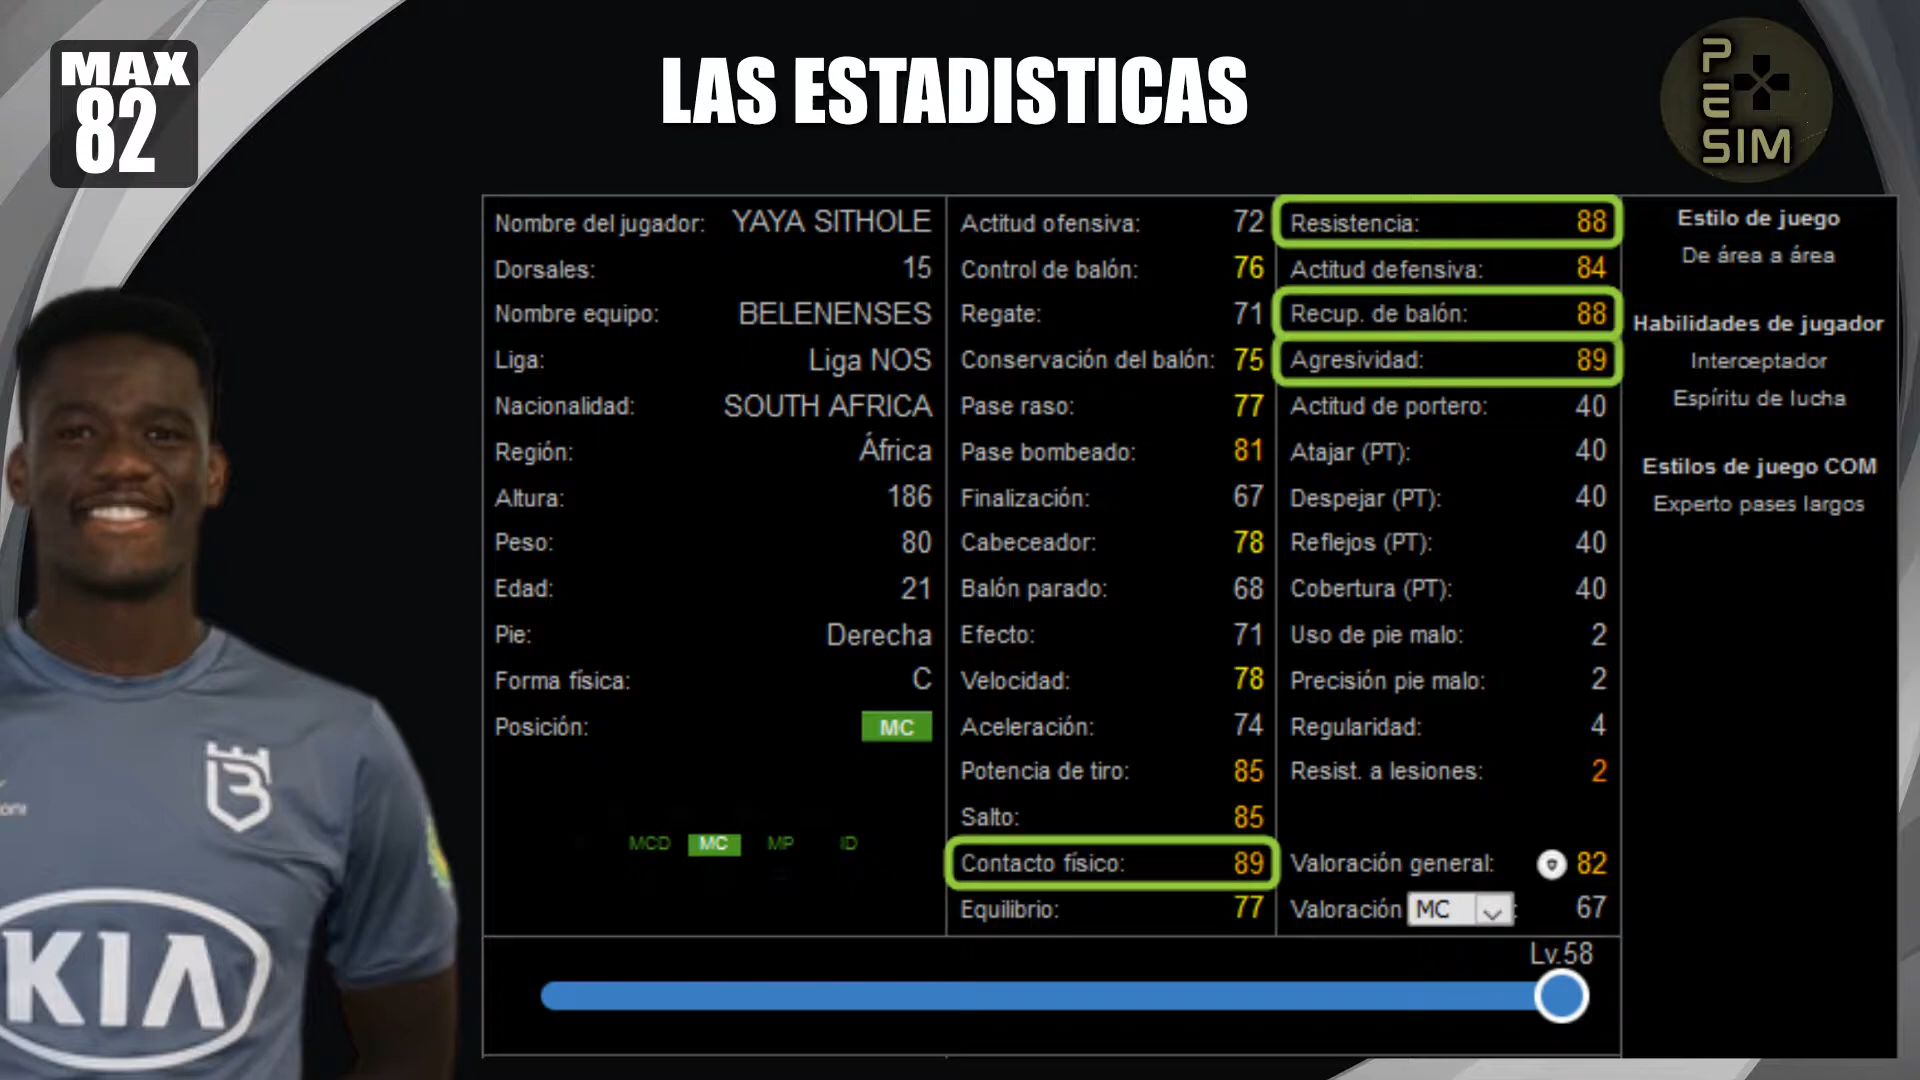 MAX
82
LAS ESTADISTICAS
PE
SIM
Nombre del jugador: YAYA SITHOLE
Dorsales: 15
Nombre equipo: BELENENSES
Liga: Liga NOS
Nacionalidad: SOUTH AFRICA
Región: África
Altura: 186
Peso: 80
Edad: 21
Pie: Derecha
Forma física: C
Posición: MC
MCD MC MP ID
Actitud ofensiva: 72
Control de balón: 76
Regate: 71
Conservación del balón: 75
Pase raso: 77
Pase bombeado: 81
Finalización: 67
Cabeceador: 78
Balón parado: 68
Efecto: 71
Velocidad: 78
Aceleración: 74
Potencia de tiro: 85
Salto: 85
Contacto físico: 89
Equilibrio: 77
Resistencia: 88
Actitud defensiva: 84
Recup. de balón: 88
Agresividad: 89
Actitud de portero: 40
Atajar (PT): 40
Despejar (PT): 40
Reflejos (PT): 40
Cobertura (PT): 40
Uso de pie malo: 2
Precisión pie malo: 2
Regularidad: 4
Resist. a lesiones: 2
Valoración general: 82
Valoración MC : 67
Lv.58
Estilo de juego
De área a área
Habilidades de jugador
Interceptador
Espíritu de lucha
Estilos de juego COM
Experto pases largos
B
KIA